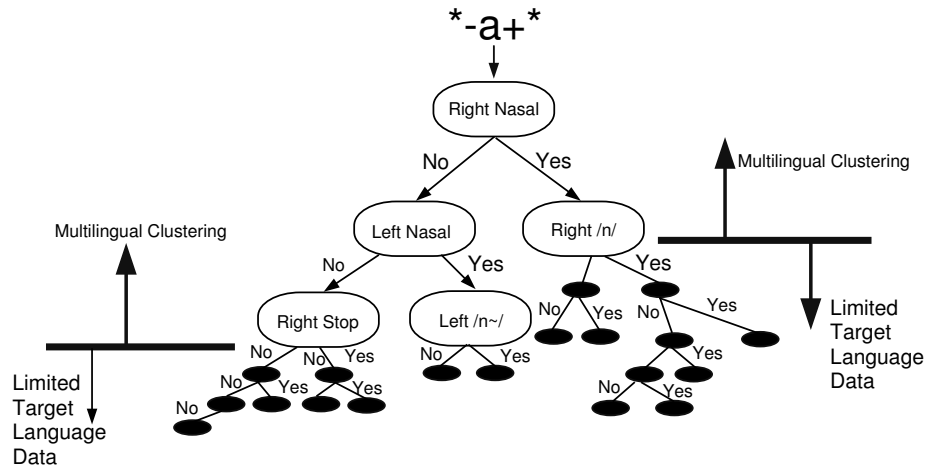 *-a+*
Right Nasal
No
Yes
Multilingual Clustering
Multilingual Clustering
Left Nasal
Right /n/
No
Yes
Yes
Right Stop
Left /n~/
No
Yes
No
Yes
Limited
Target
Language
Data
No
No
Yes
No
Yes
No
Yes
No
Yes
Yes
No
Yes
No
Limited
Target
Language
Data